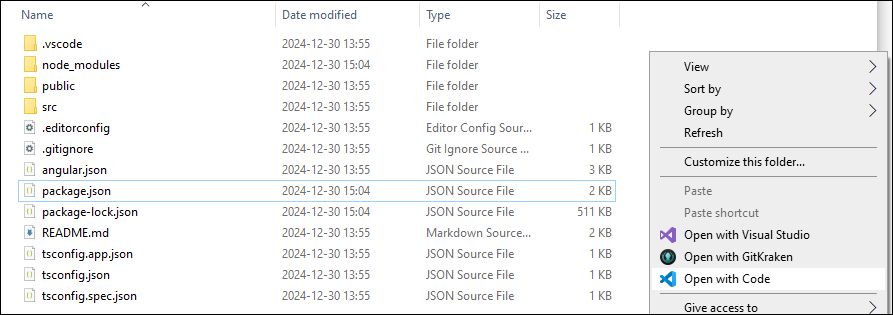 Name Date modified Type Size
.vscode 2024-12-30 13:55 File folder
node_modules 2024-12-30 15:04 File folder
public 2024-12-30 13:55 File folder
src 2024-12-30 13:55 File folder
.editorconfig 2024-12-30 13:55 Editor Config Sour... 1 KB
.gitignore 2024-12-30 13:55 Git Ignore Source ... 1 KB
angular.json 2024-12-30 13:55 JSON Source File 3 KB
package.json 2024-12-30 15:04 JSON Source File 2 KB
package-lock.json 2024-12-30 15:04 JSON Source File 511 KB
README.md 2024-12-30 13:55 Markdown Source... 2 KB
tsconfig.app.json 2024-12-30 13:55 JSON Source File 1 KB
tsconfig.json 2024-12-30 13:55 JSON Source File 1 KB
tsconfig.spec.json 2024-12-30 13:55 JSON Source File 1 KB
View
Sort by
Group by
Refresh
Customize this folder...
Paste
Paste shortcut
Open with Visual Studio
Open with GitKraken
Open with Code
Give access to